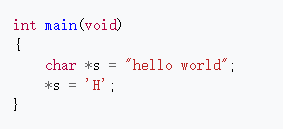 int main(void)
{
    char *s = "hello world";
    *s = 'H';
}